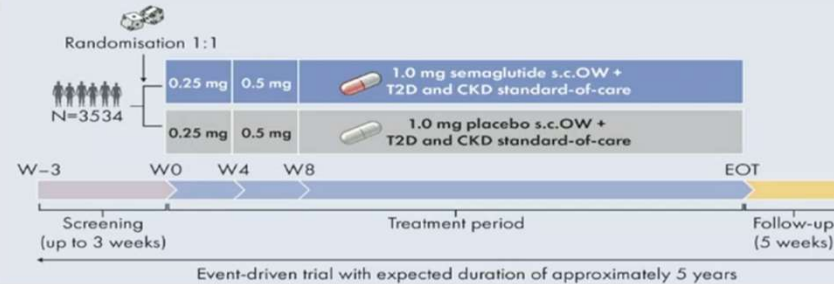 Randomisation 1:1
N=3534
0.25 mg 0.5 mg 1.0 mg semaglutide s.c.OW +
T2D and CKD standard-of-care
0.25 mg 0.5 mg 1.0 mg placebo s.c.OW +
T2D and CKD standard-of-care
W–3 W0 W4 W8 EOT
Screening
(up to 3 weeks)
Treatment period
Follow-up
(5 weeks)
Event-driven trial with expected duration of approximately 5 years